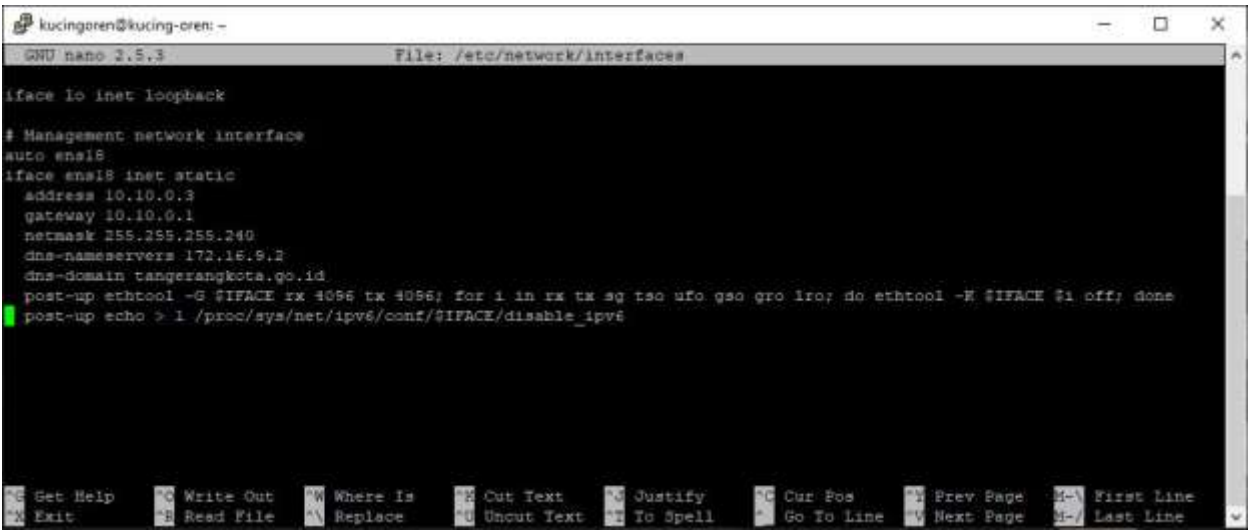 kucingoren@kucing-oren: ~
GNU nano 2.5.3 File: /etc/network/interfaces
iface lo inet loopback
# Management network interface
auto ens18
iface ens18 inet static
address 10.10.0.3
gateway 10.10.0.1
netmask 255.255.255.240
dns-nameservers 172.16.9.2
dns-domain tangerangkota.go.id
post-up ethtool -G $IFACE rx 4096 tx 4096; for i in rx tx sg tso ufo gso gro lro; do ethtool -K $IFACE $i off; done
post-up echo > 1 /proc/sys/net/ipv6/conf/$IFACE/disable_ipv6
^G Get Help ^O Write Out ^W Where Is ^K Cut Text ^J Justify ^C Cur Pos ^Y Prev Page M-\ First Line
^X Exit ^R Read File ^\ Replace ^U Uncut Text ^T To Spell ^_ Go To Line ^V Next Page M-/ Last Line